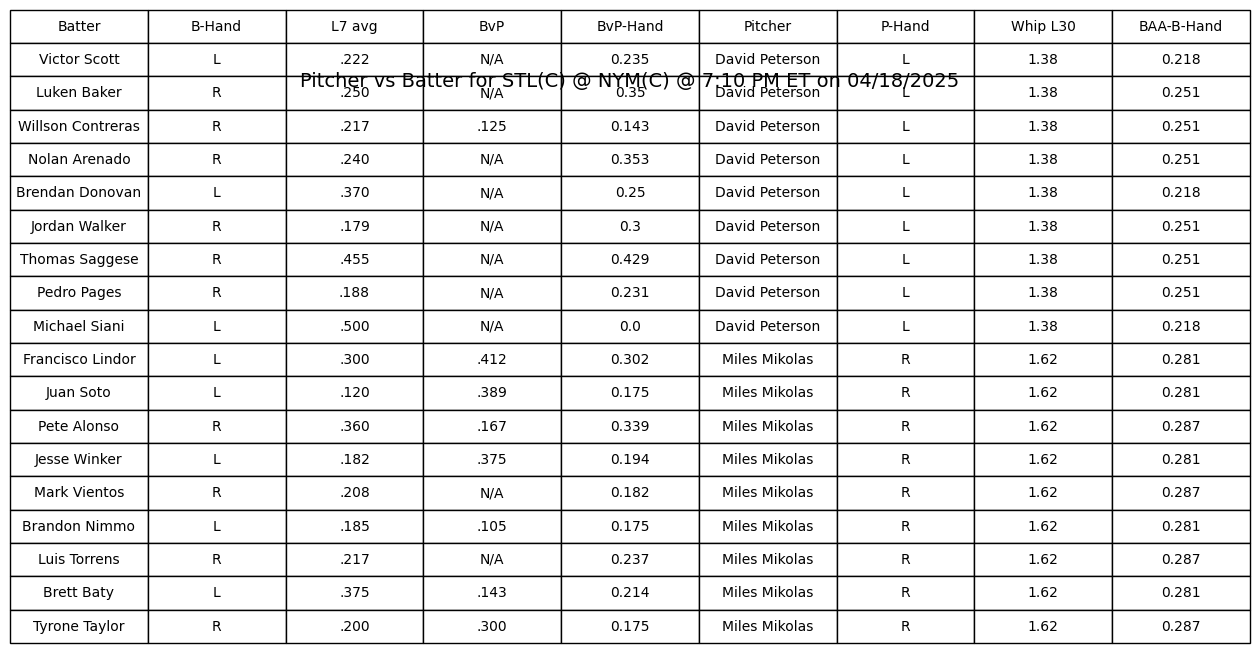 Batter B-Hand L7 avg BvP BvP-Hand Pitcher P-Hand Whip L30 BAA-B-Hand
Victor Scott L .222 N/A 0.235 David Peterson L 1.38 0.218
Pitcher vs Batter for STL(C) @ NYM(C) @ 7:10 PM ET on 04/18/2025
Luken Baker R .250 N/A 0.35 David Peterson L 1.38 0.251
Willson Contreras R .217 .125 0.143 David Peterson L 1.38 0.251
Nolan Arenado R .240 N/A 0.353 David Peterson L 1.38 0.251
Brendan Donovan L .370 N/A 0.25 David Peterson L 1.38 0.218
Jordan Walker R .179 N/A 0.3 David Peterson L 1.38 0.251
Thomas Saggese R .455 N/A 0.429 David Peterson L 1.38 0.251
Pedro Pages R .188 N/A 0.231 David Peterson L 1.38 0.251
Michael Siani L .500 N/A 0.0 David Peterson L 1.38 0.218
Francisco Lindor L .300 .412 0.302 Miles Mikolas R 1.62 0.281
Juan Soto L .120 .389 0.175 Miles Mikolas R 1.62 0.281
Pete Alonso R .360 .167 0.339 Miles Mikolas R 1.62 0.287
Jesse Winker L .182 .375 0.194 Miles Mikolas R 1.62 0.281
Mark Vientos R .208 N/A 0.182 Miles Mikolas R 1.62 0.287
Brandon Nimmo L .185 .105 0.175 Miles Mikolas R 1.62 0.281
Luis Torrens R .217 N/A 0.237 Miles Mikolas R 1.62 0.287
Brett Baty L .375 .143 0.214 Miles Mikolas R 1.62 0.281
Tyrone Taylor R .200 .300 0.175 Miles Mikolas R 1.62 0.287